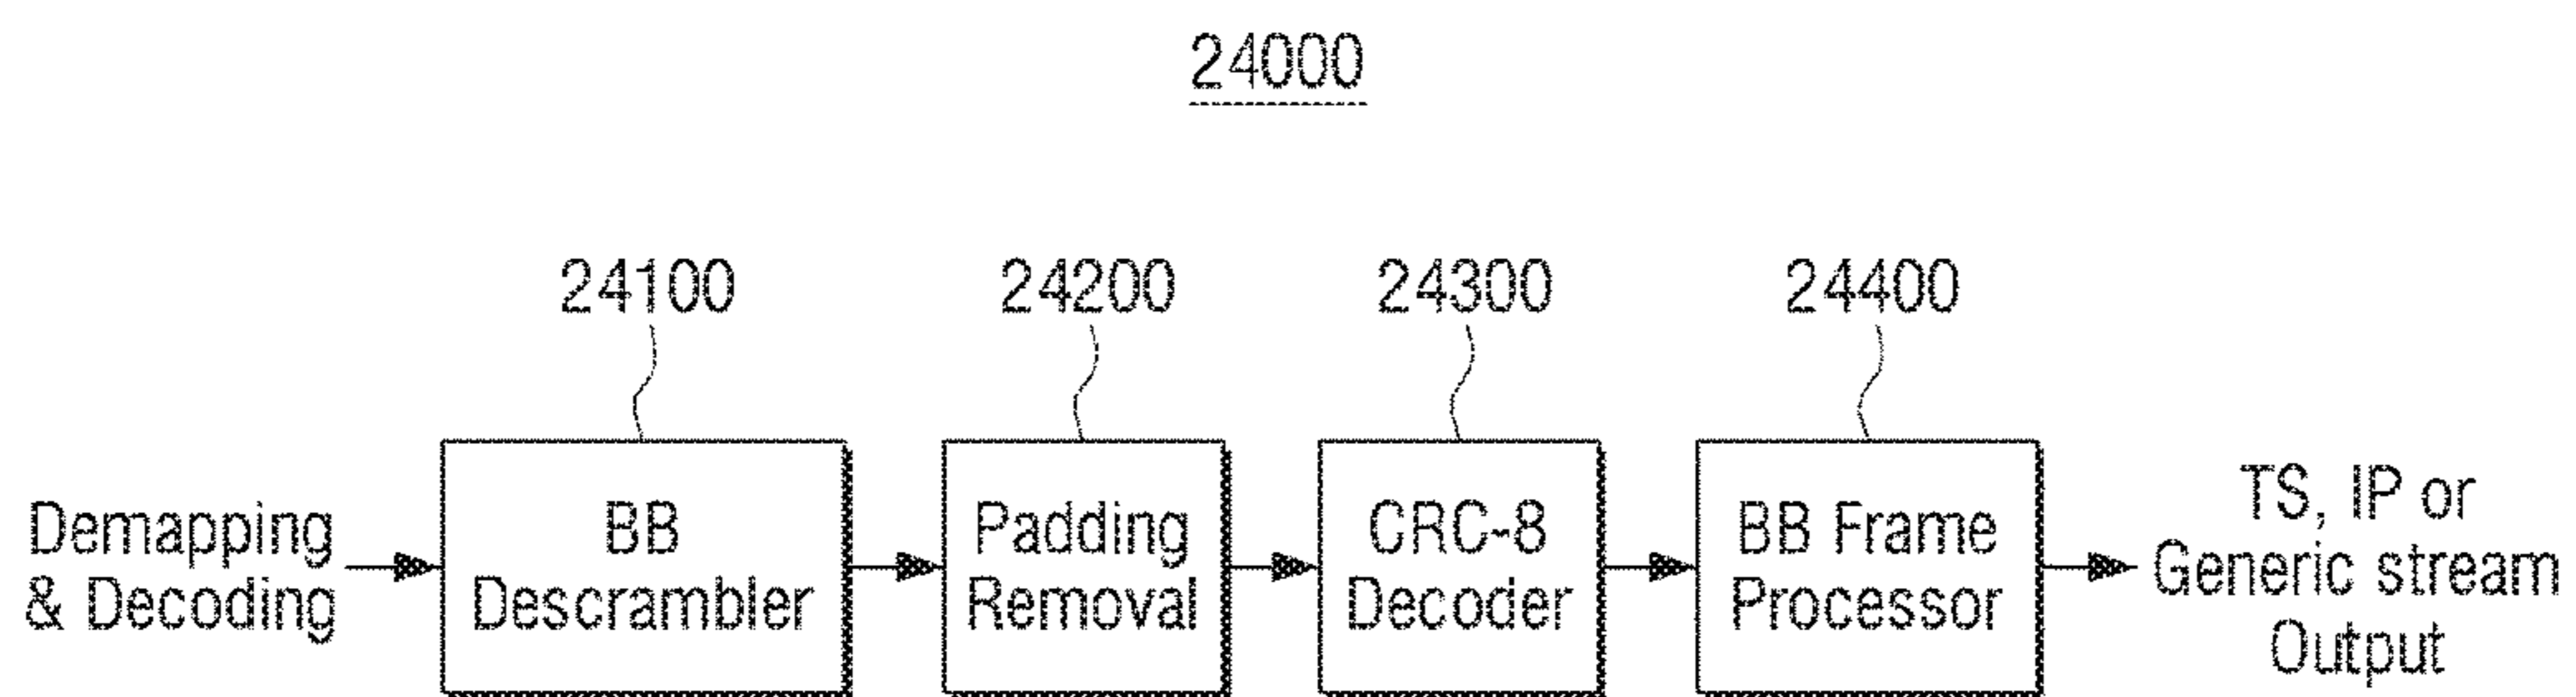 24000
24100
24200
24300
24400
Demapping
& Decoding
BB
Descrambler
Padding
Removal
CRC-8
Decoder
BB Frame
Processor
TS, IP or
Generic stream
Output